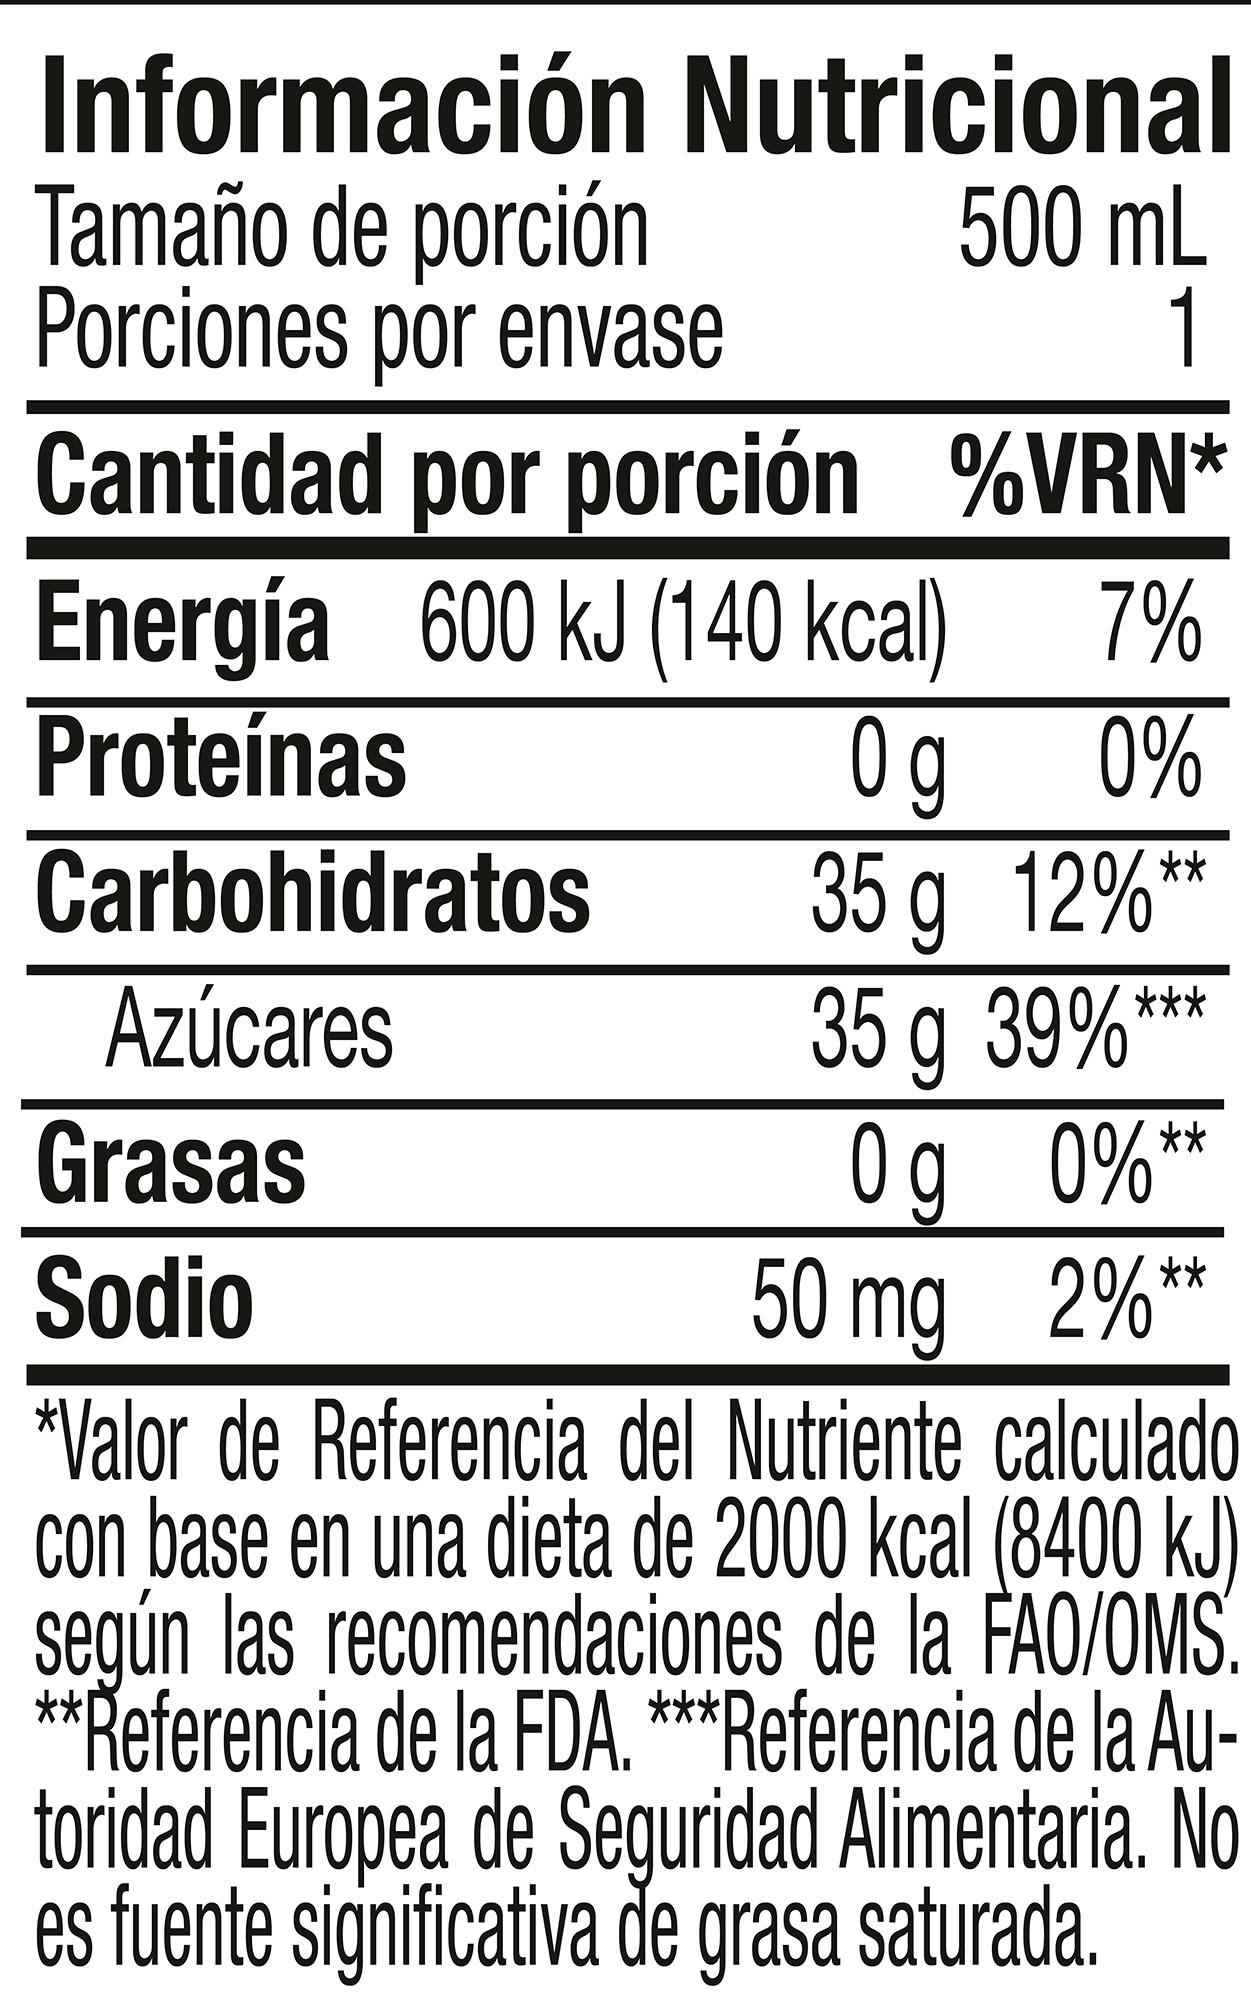 Información Nutricional
Tamaño de porción 500 mL
Porciones por envase 1
Cantidad por porción %VRN*
Energía 600 kJ (140 kcal) 7%
Proteínas 0 g 0%
Carbohidratos 35 g 12%**
Azúcares 35 g 39%***
Grasas 0 g 0%**
Sodio 50 mg 2%**
*Valor de Referencia del Nutriente calculado
con base en una dieta de 2000 kcal (8400 kJ)
según las recomendaciones de la FAO/OMS.
**Referencia de la FDA. ***Referencia de la Au-
toridad Europea de Seguridad Alimentaria. No
es fuente significativa de grasa saturada.